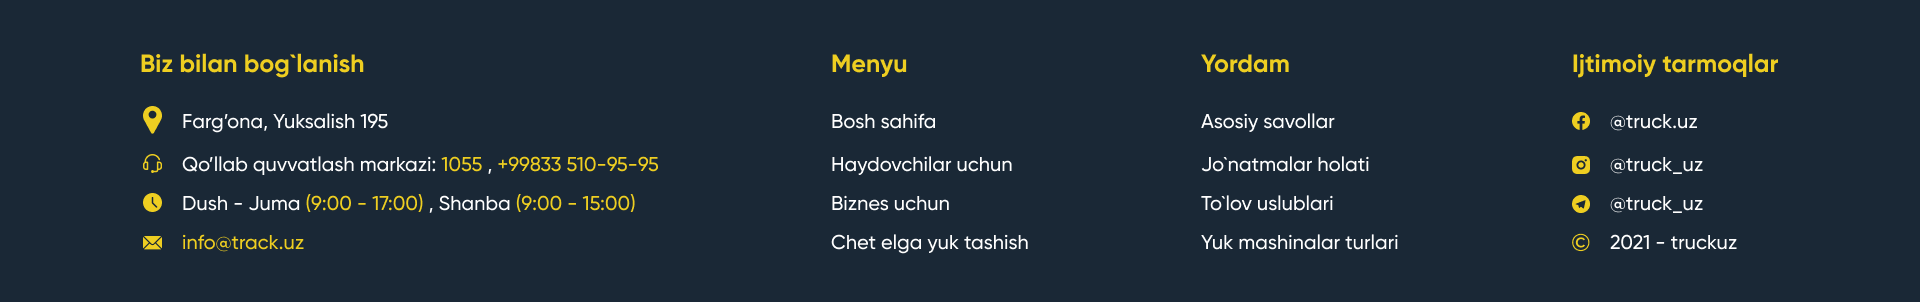 Biz bilan bog`lanish
Farg’ona, Yuksalish 195
Qo’llab quvvatlash markazi: 1055 , +99833 510-95-95
Dush - Juma (9:00 - 17:00) , Shanba (9:00 - 15:00)
info@track.uz
Menyu
Bosh sahifa
Haydovchilar uchun
Biznes uchun
Chet elga yuk tashish
Yordam
Asosiy savollar
Jo`natmalar holati
To`lov uslublari
Yuk mashinalar turlari
Ijtimoiy tarmoqlar
@truck.uz
@truck_uz
@truck_uz
© 2021 - truckuz